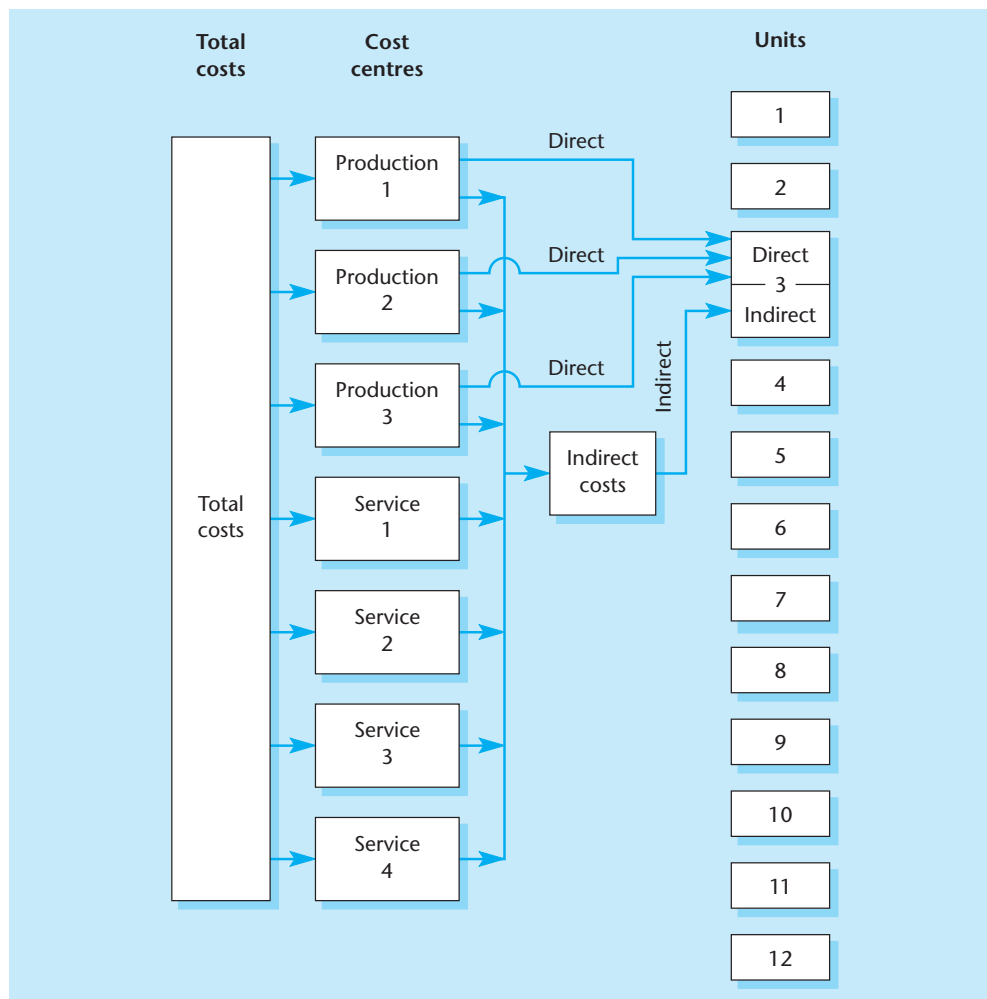 Total
costs
Cost
centres
Units
Total
costs
Production
1
Production
2
Production
3
Service
1
Service
2
Service
3
Service
4
Direct
Direct
Direct
Indirect
costs
Indirect
1
2
Direct
3
Indirect
4
5
6
7
8
9
10
11
12